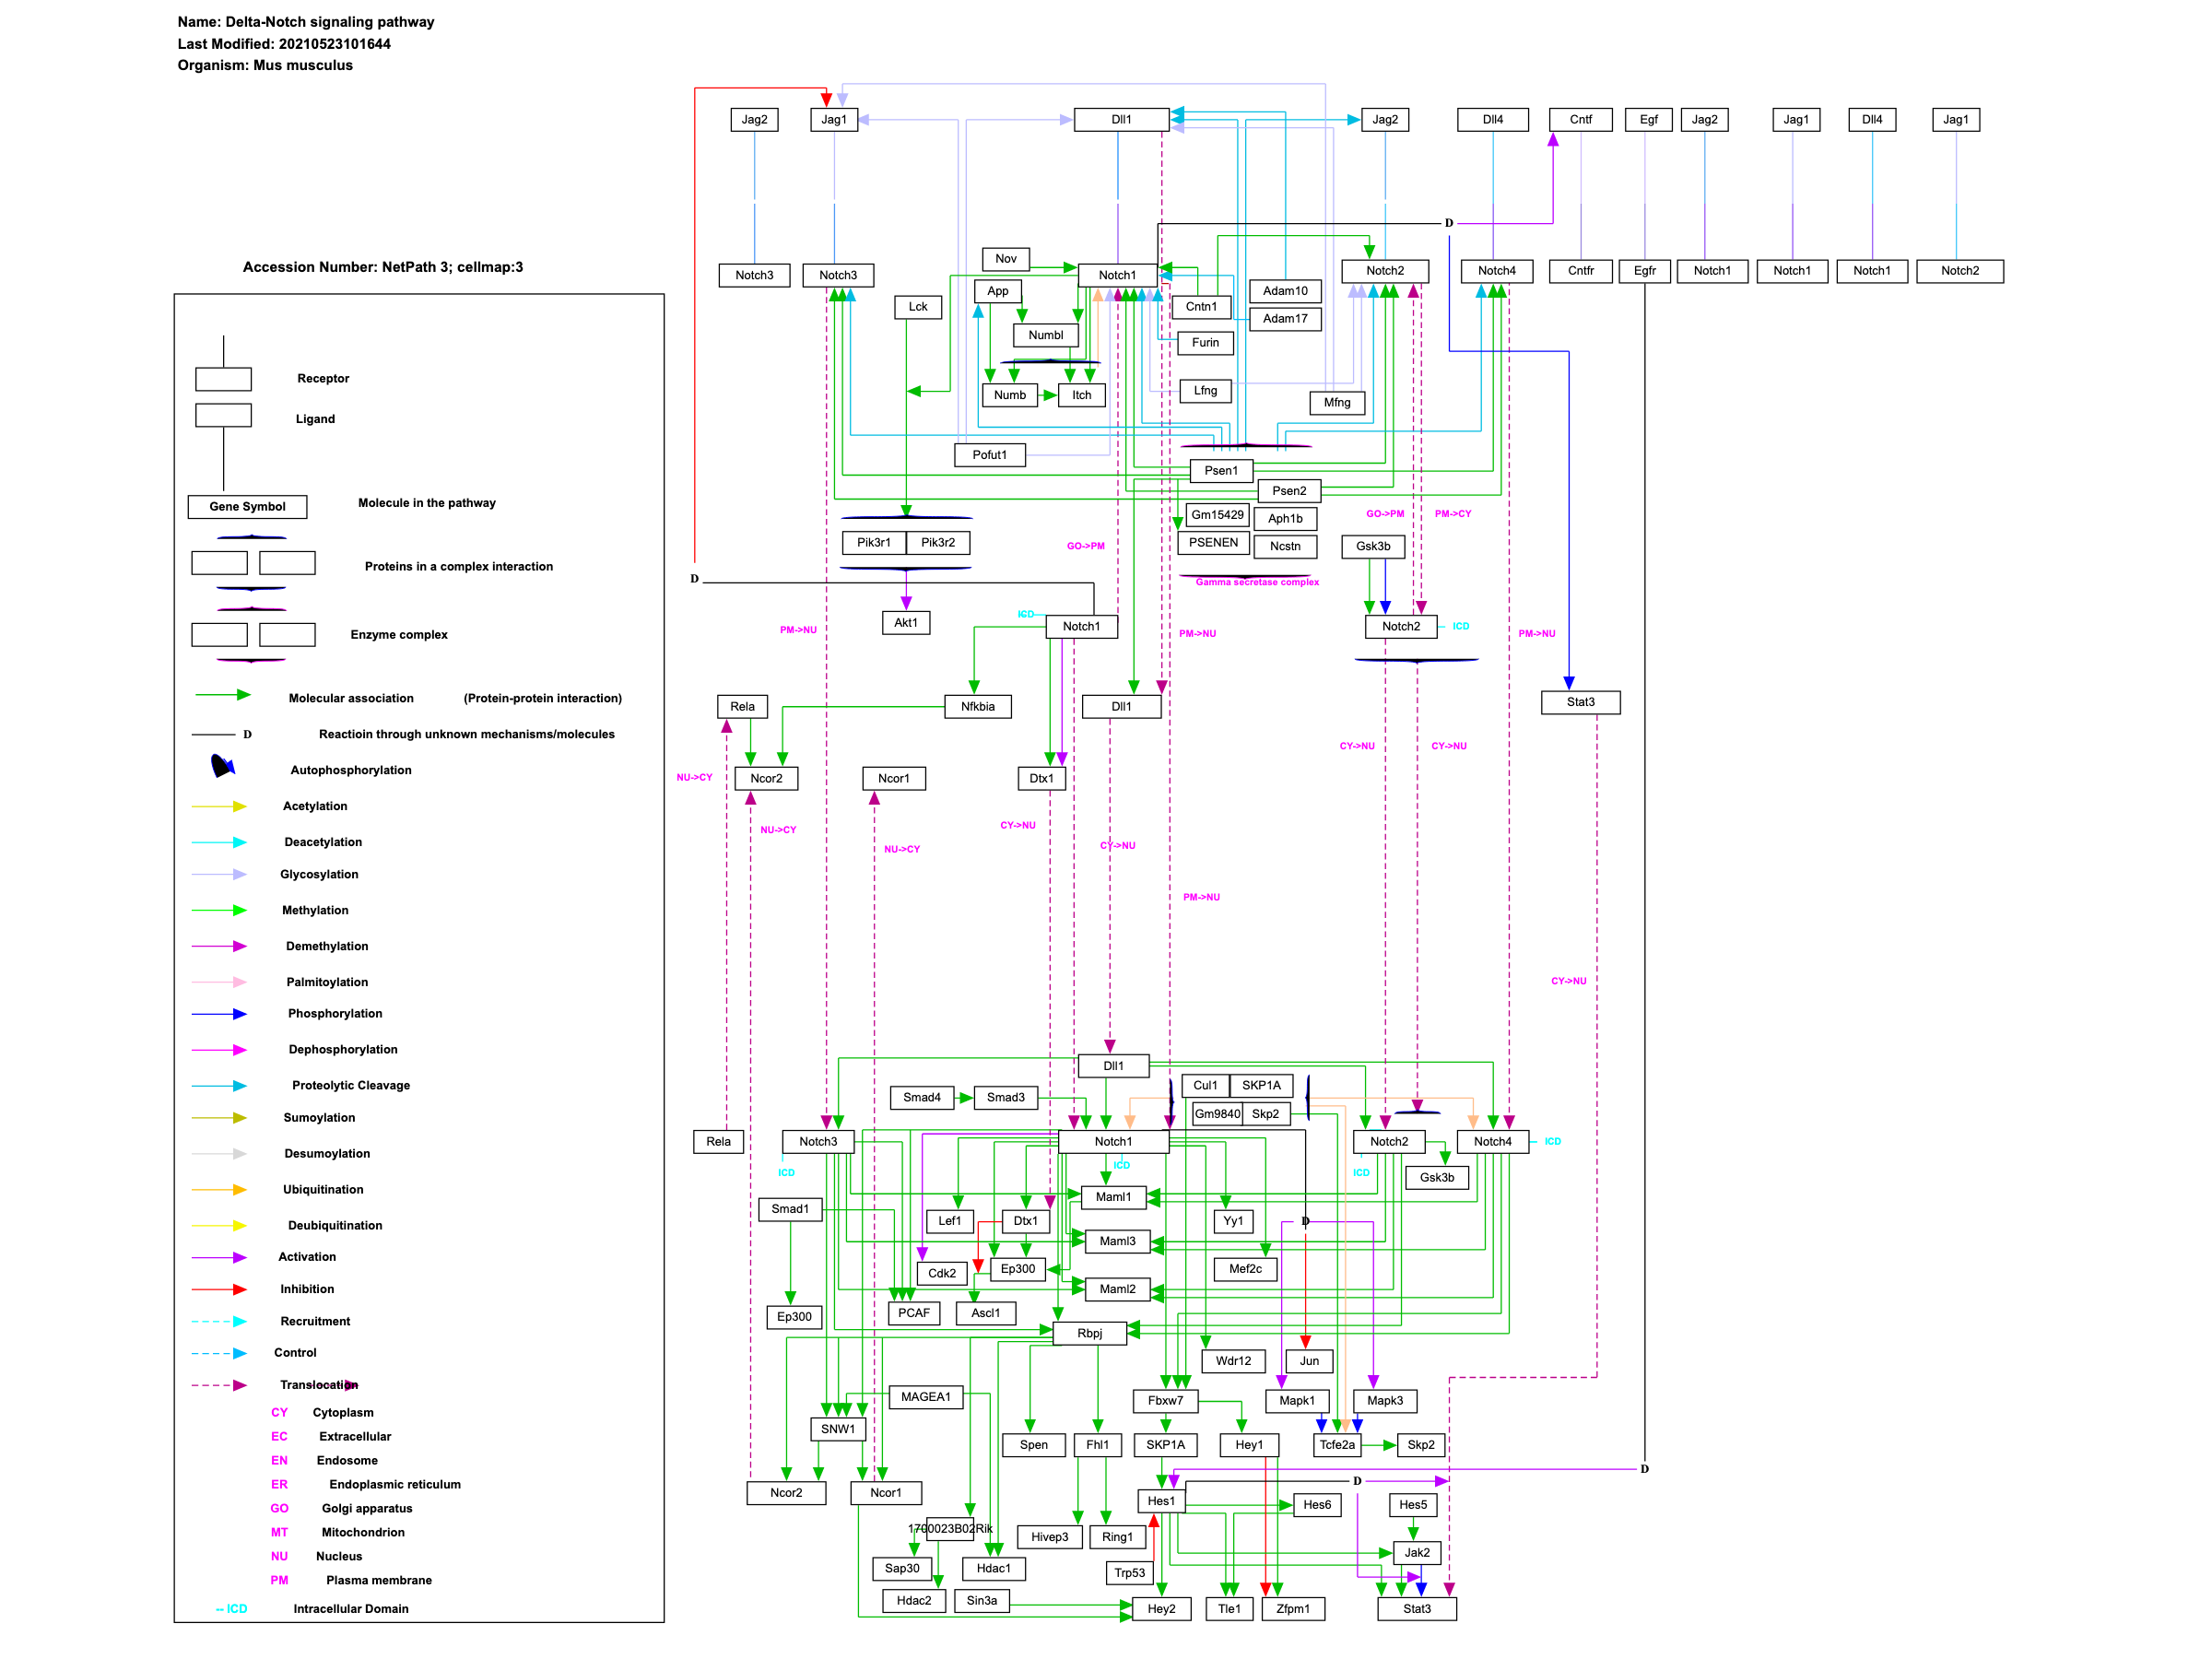 Name: Delta-Notch signaling pathway
Last Modified: 20210523101644
Organism: Mus musculus
Accession Number: NetPath 3; cellmap:3
Receptor
Ligand
Gene Symbol
Molecule in the pathway
Proteins in a complex interaction
Enzyme complex
Molecular association (Protein-protein interaction)
D Reactioin through unknown mechanisms/molecules
Autophosphorylation
Acetylation
Deacetylation
Glycosylation
Methylation
Demethylation
Palmitoylation
Phosphorylation
Dephosphorylation
Proteolytic Cleavage
Sumoylation
Desumoylation
Ubiquitination
Deubiquitination
Activation
Inhibition
Recruitment
Control
Translocation
CY Cytoplasm
EC Extracellular
EN Endosome
ER Endoplasmic reticulum
GO Golgi apparatus
MT Mitochondrion
NU Nucleus
PM Plasma membrane
-- ICD Intracellular Domain
Jag2 Jag1 Dll1 Jag2 Dll4 Cntf Egf Jag2 Jag1 Dll4 Jag1
D
Nov
Notch3 Notch3 Notch1 Notch2 Notch4 Cntfr Egfr Notch1 Notch1 Notch1 Notch2
App Adam10
Lck Cntn1
Adam17
Numbl
Furin
Numb Itch Lfng
Mfng
Pofut1
Psen1
Psen2
Gm15429 Aph1b
GO->PM PM->CY
Pik3r1 Pik3r2 PSENEN Ncstn Gsk3b
GO->PM
D
Gamma secretase complex
ICD
Akt1 Notch1 Notch2 ICD
PM->NU PM->NU PM->NU
Stat3
Rela Nfkbia Dll1
CY->NU CY->NU
NU->CY Ncor2 Ncor1 Dtx1
NU->CY CY->NU
NU->CY CY->NU
PM->NU
CY->NU
Dll1
Cul1 SKP1A
Smad4 Smad3
Gm9840 Skp2
Rela Notch3 Notch1 Notch2 Notch4 ICD
ICD ICD ICD
Gsk3b
Maml1
Smad1
Lef1 Dtx1 Yy1 D
Maml3
Cdk2 Ep300 Mef2c
Maml2
Ep300 PCAF Ascl1
Rbpj
Wdr12 Jun
MAGEA1 Fbxw7 Mapk1 Mapk3
SNW1
Spen Fhl1 SKP1A Hey1 Tcfe2a Skp2
D
D
Ncor2 Ncor1
Hes1 Hes6 Hes5
1700023B02Rik
Hivep3 Ring1
Jak2
Sap30 Hdac1 Trp53
Hdac2 Sin3a
Hey2 Tle1 Zfpm1 Stat3